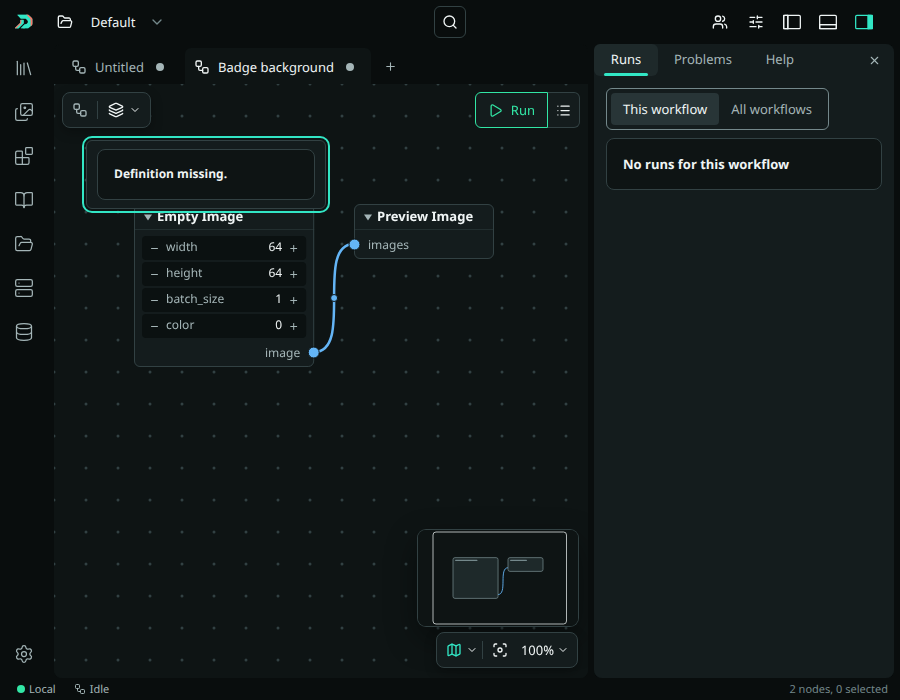 Default
Untitled
Badge background
Run
Definition missing.
Empty Image
width 64
height 64
batch_size 1
color 0
image
Preview Image
images
100%
Runs
Problems
Help
This workflow
All workflows
No runs for this workflow
Local
Idle
2 nodes, 0 selected